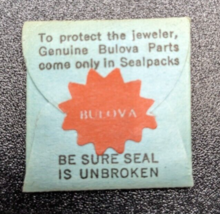 To protect the jeweler,
Genuine Bulova Parts
come only in Sealpacks
BULOVA
BE SURE SEAL
IS UNBROKEN